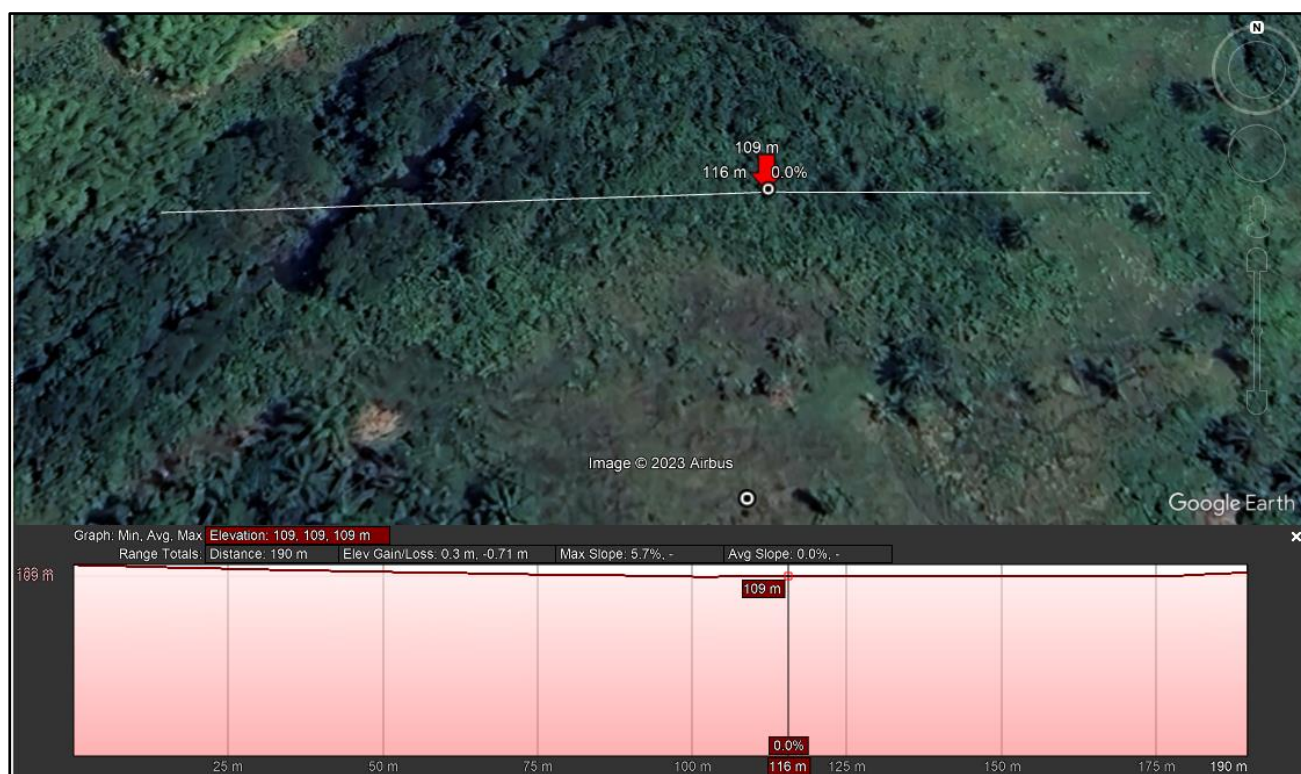 N
109 m
116 m 0.0%
Image © 2023 Airbus
Google Earth
Graph: Min, Avg, Max Elevation: 109, 109, 109 m
Range Totals: Distance: 190 m Elev Gain/Loss: 0.3 m, -0.71 m Max Slope: 5.7%, - Avg Slope: 0.0%, -
109 m
109 m
0.0%
25 m 50 m 75 m 100 m 116 m 125 m 150 m 175 m 190 m